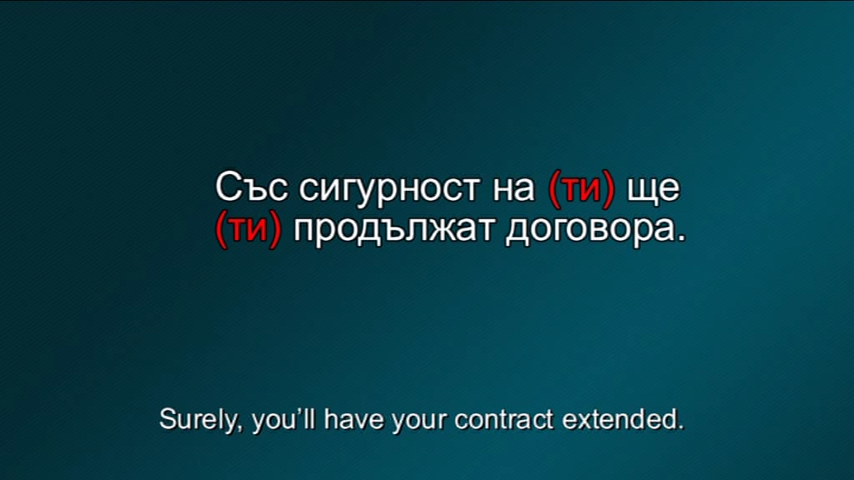 Със сигурност на (ти) ще
(ти) продължат договора.
Surely, you’ll have your contract extended.